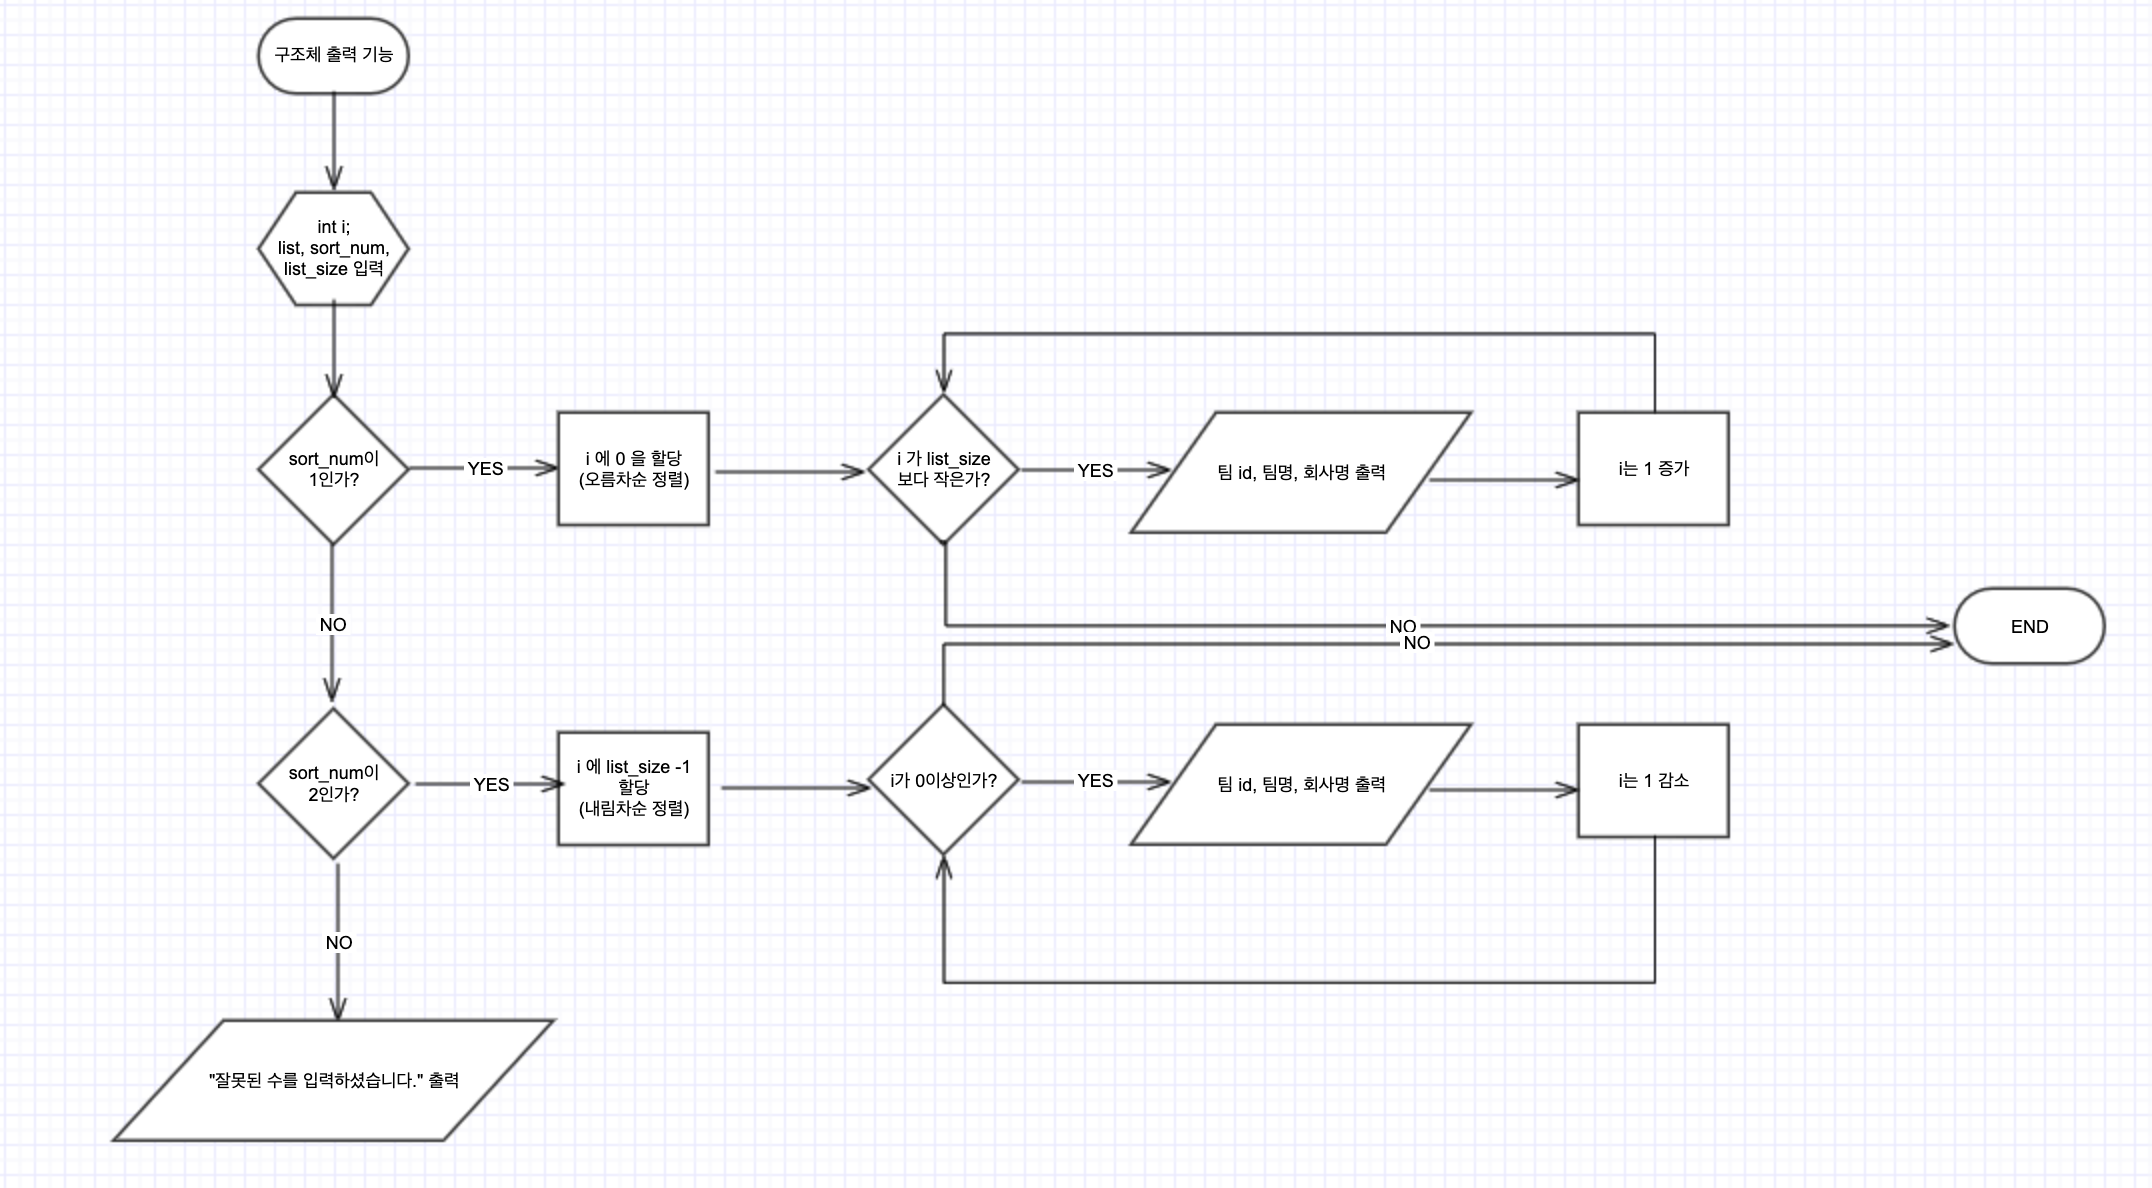 구조체 출력 기능
int i;
list, sort_num,
list_size 입력
sort_num이
1인가?
YES
i 에 0 을 할당
(오름차순 정렬)
i 가 list_size
보다 작은가?
YES
팀 id, 팀명, 회사명 출력
i는 1 증가
NO
NO
NO
END
sort_num이
2인가?
YES
i 에 list_size -1
할당
(내림차순 정렬)
i가 0이상인가?
YES
팀 id, 팀명, 회사명 출력
i는 1 감소
NO
"잘못된 수를 입력하셨습니다." 출력